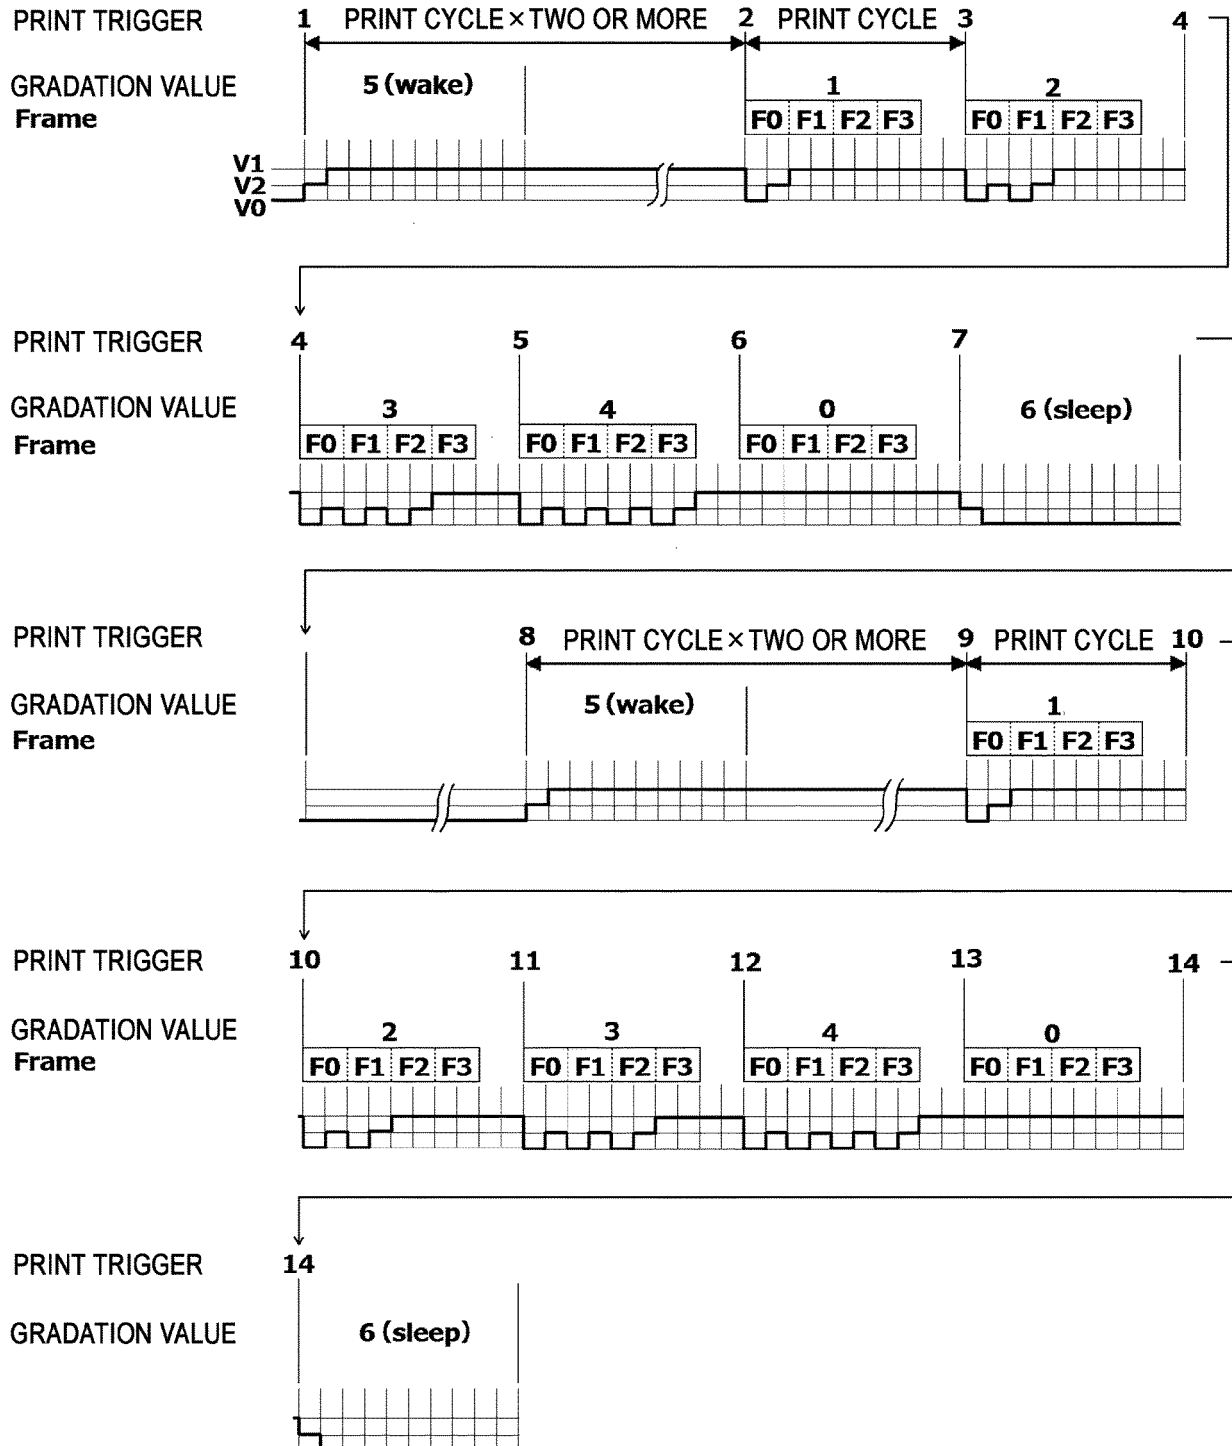 PRINT TRIGGER 1 PRINT CYCLE×TWO OR MORE 2 PRINT CYCLE 3 4
GRADATION VALUE 5 (wake) 1 2
Frame F0 F1 F2 F3 F0 F1 F2 F3
V1
V2
V0
PRINT TRIGGER 4 5 6 7
GRADATION VALUE 3 4 0 6 (sleep)
Frame F0 F1 F2 F3 F0 F1 F2 F3 F0 F1 F2 F3
PRINT TRIGGER 8 PRINT CYCLE×TWO OR MORE 9 PRINT CYCLE 10
GRADATION VALUE 5 (wake) 1
Frame F0 F1 F2 F3
PRINT TRIGGER 10 11 12 13 14
GRADATION VALUE 2 3 4 0
Frame F0 F1 F2 F3 F0 F1 F2 F3 F0 F1 F2 F3 F0 F1 F2 F3
PRINT TRIGGER 14
GRADATION VALUE 6 (sleep)